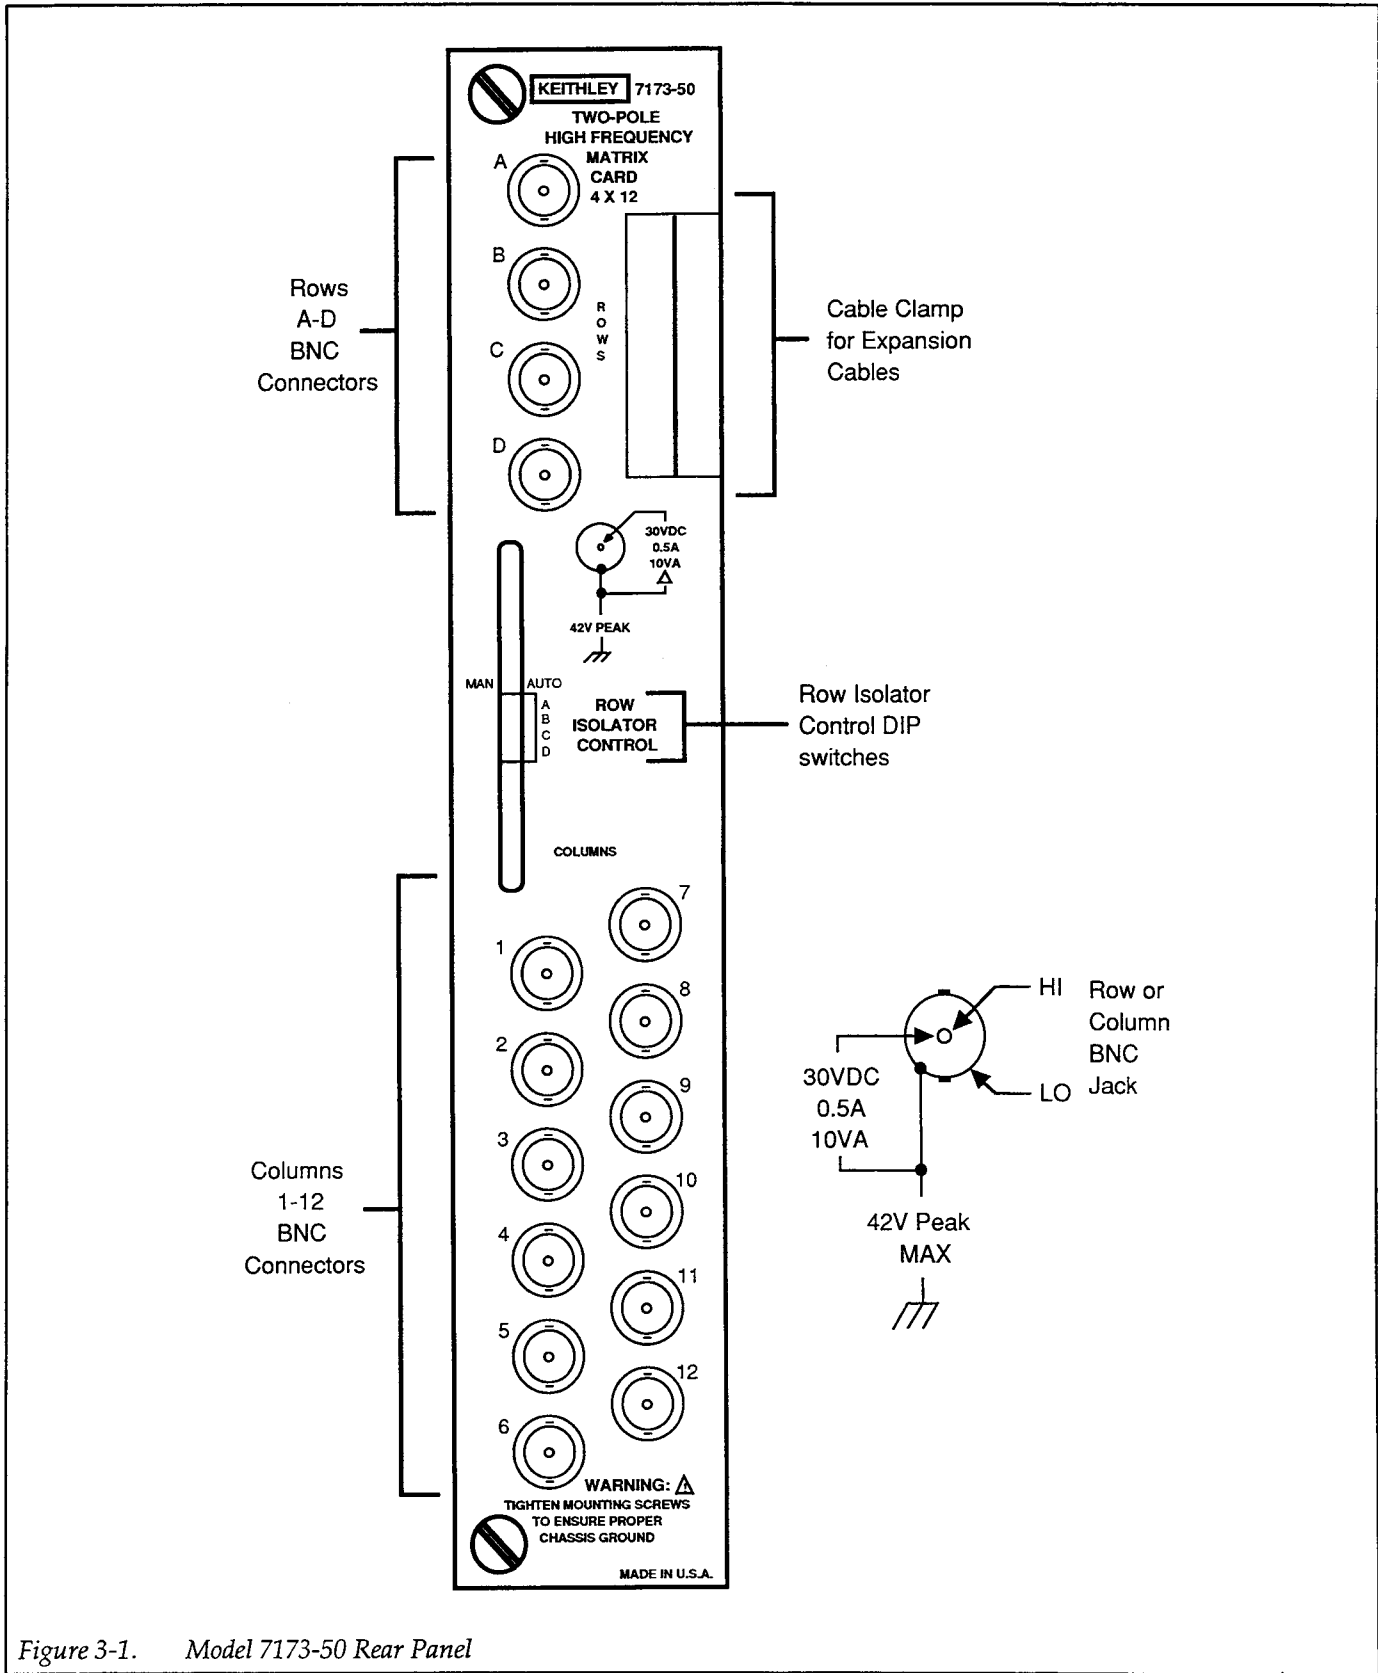 KEITHLEY 7173-50
TWO-POLE
HIGH FREQUENCY
MATRIX
CARD
4 X 12
A
B
C
D
ROWS
Rows
A-D
BNC
Connectors
Cable Clamp
for Expansion
Cables
30VDC
0.5A
10VA
42V PEAK
MAN
AUTO
A
B
C
D
ROW
ISOLATOR
CONTROL
Row Isolator
Control DIP
switches
COLUMNS
1
2
3
4
5
6
7
8
9
10
11
12
Columns
1-12
BNC
Connectors
HI
LO
Row or
Column
BNC
Jack
30VDC
0.5A
10VA
42V Peak
MAX
WARNING: ⚠
TIGHTEN MOUNTING SCREWS
TO ENSURE PROPER
CHASSIS GROUND
MADE IN U.S.A.
Figure 3-1. Model 7173-50 Rear Panel